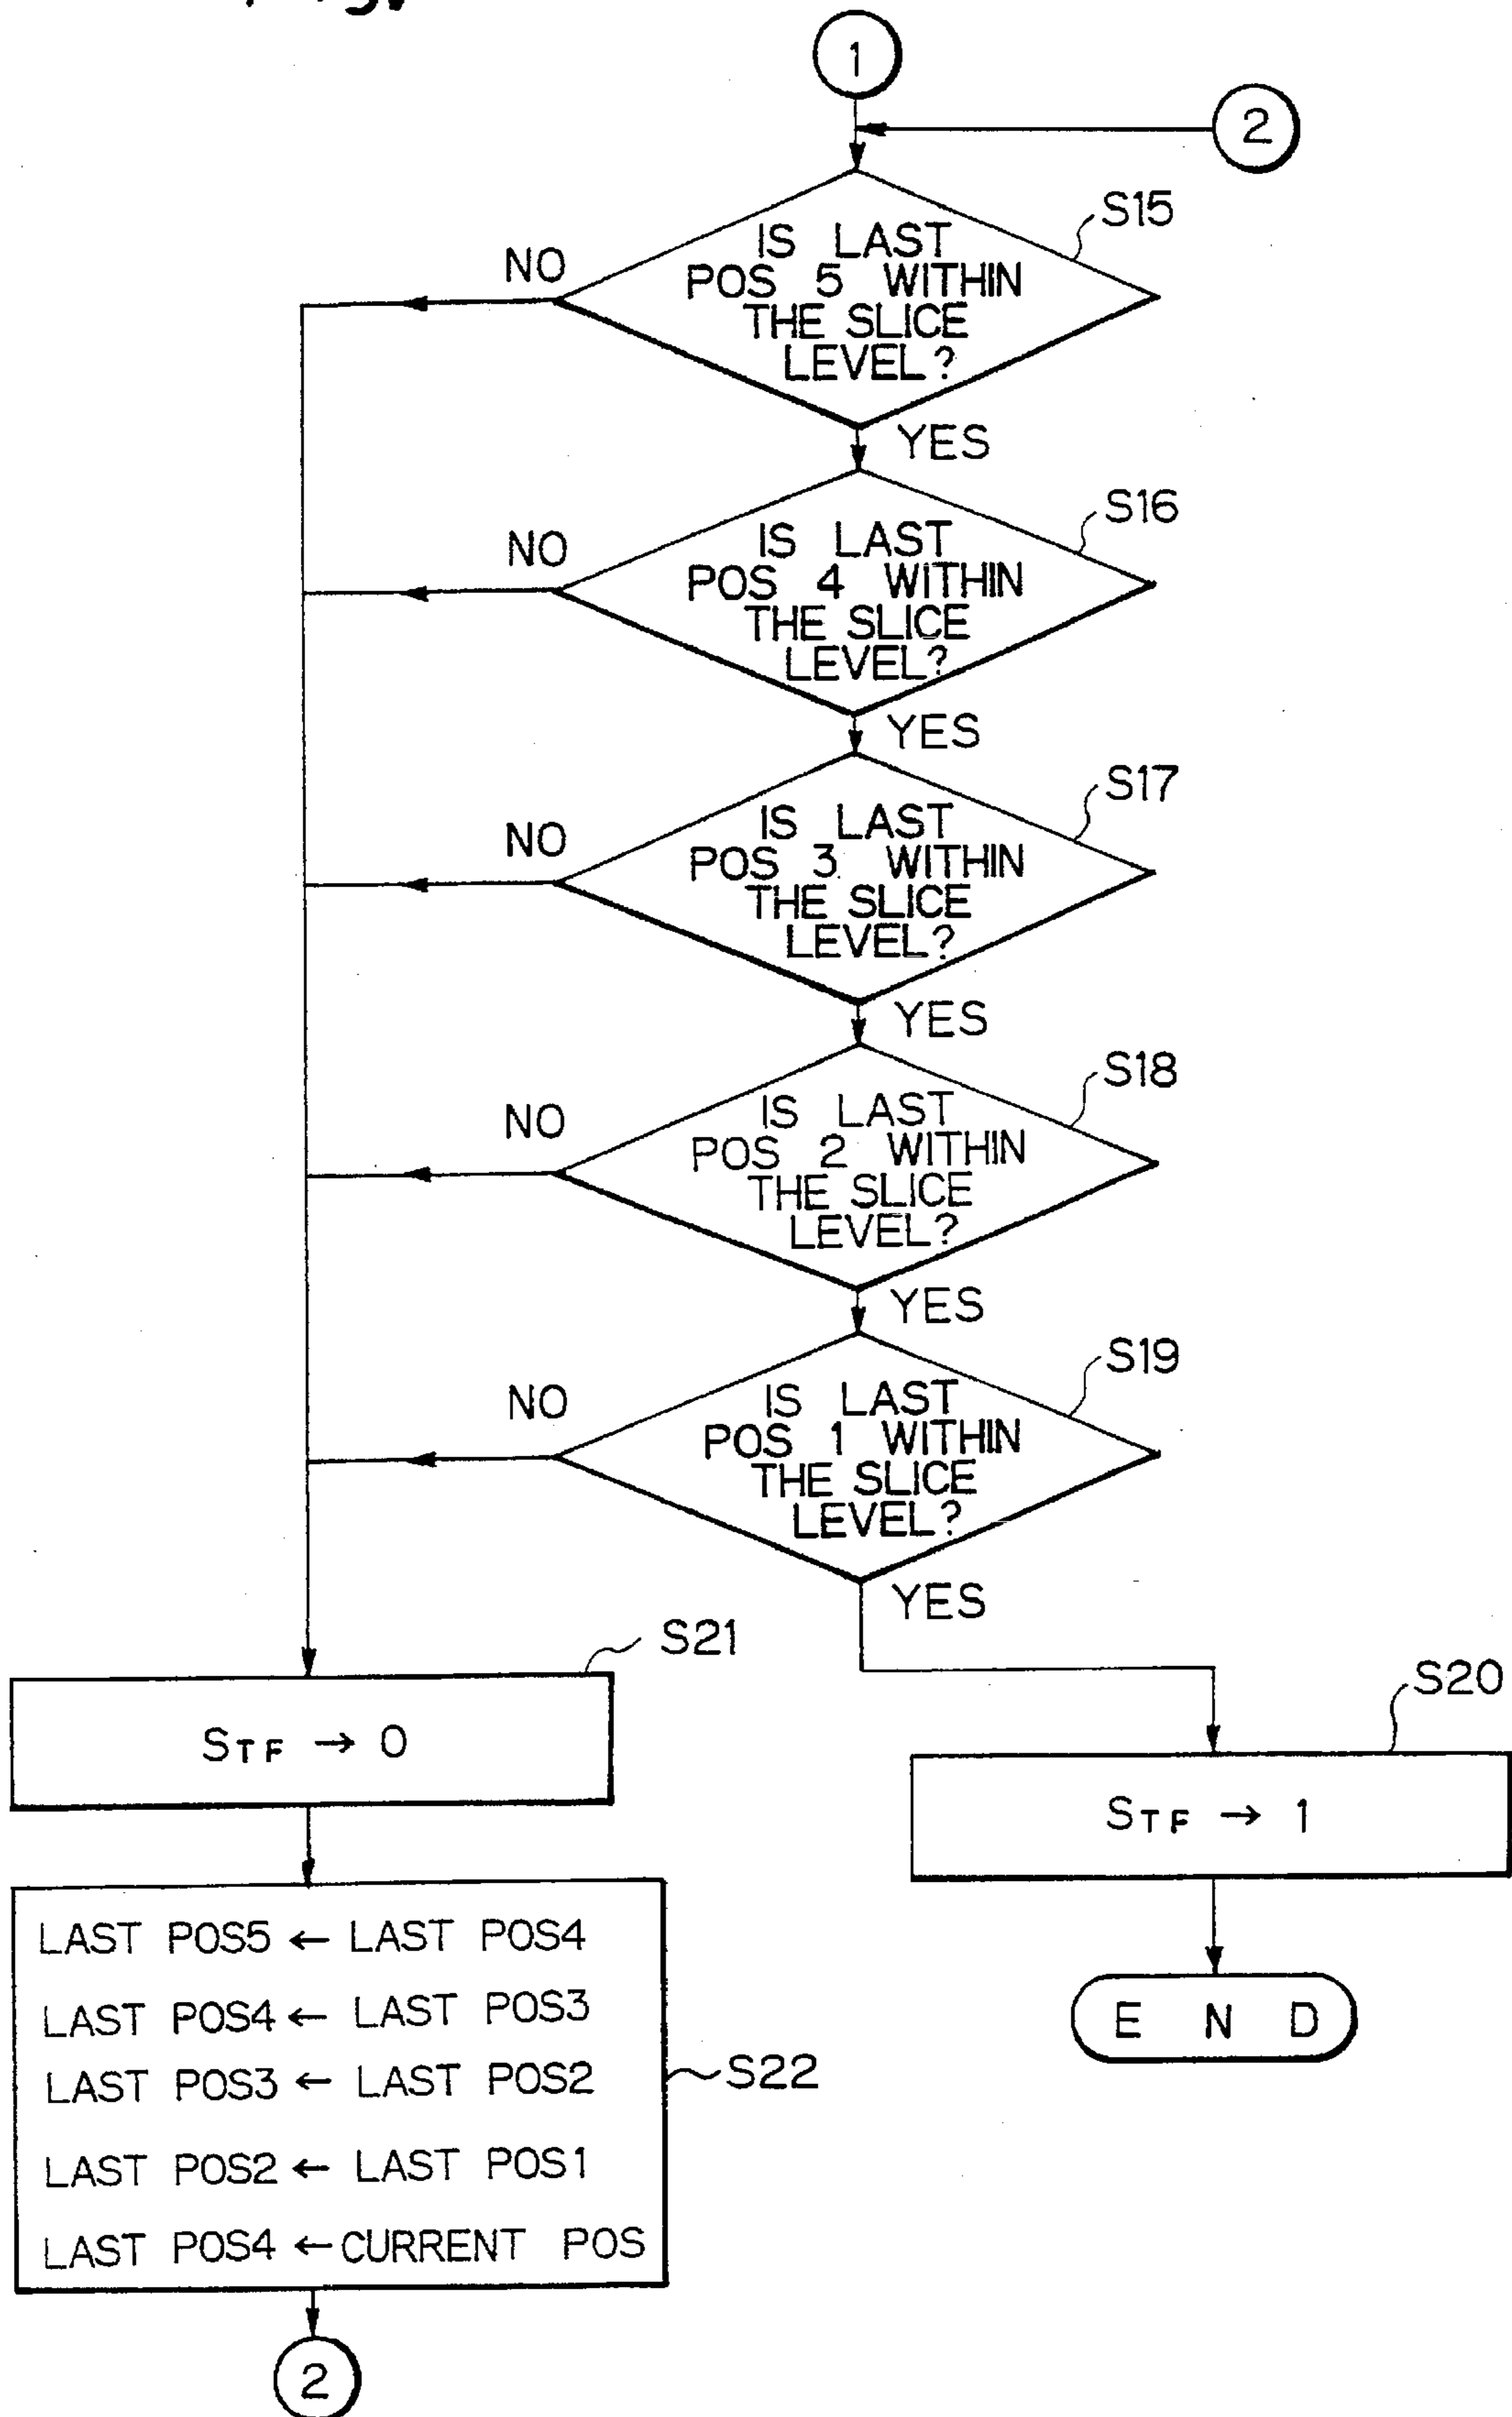 1
2
S15
NO
IS LAST
POS 5 WITHIN
THE SLICE
LEVEL?
YES
S16
NO
IS LAST
POS 4 WITHIN
THE SLICE
LEVEL?
YES
S17
NO
IS LAST
POS 3 WITHIN
THE SLICE
LEVEL?
YES
S18
NO
IS LAST
POS 2 WITHIN
THE SLICE
LEVEL?
YES
S19
NO
IS LAST
POS 1 WITHIN
THE SLICE
LEVEL?
YES
S21
STF → 0
S20
STF → 1
LAST POS5 ← LAST POS4
LAST POS4 ← LAST POS3
LAST POS3 ← LAST POS2
LAST POS2 ← LAST POS1
LAST POS4 ← CURRENT POS
S22
END
2